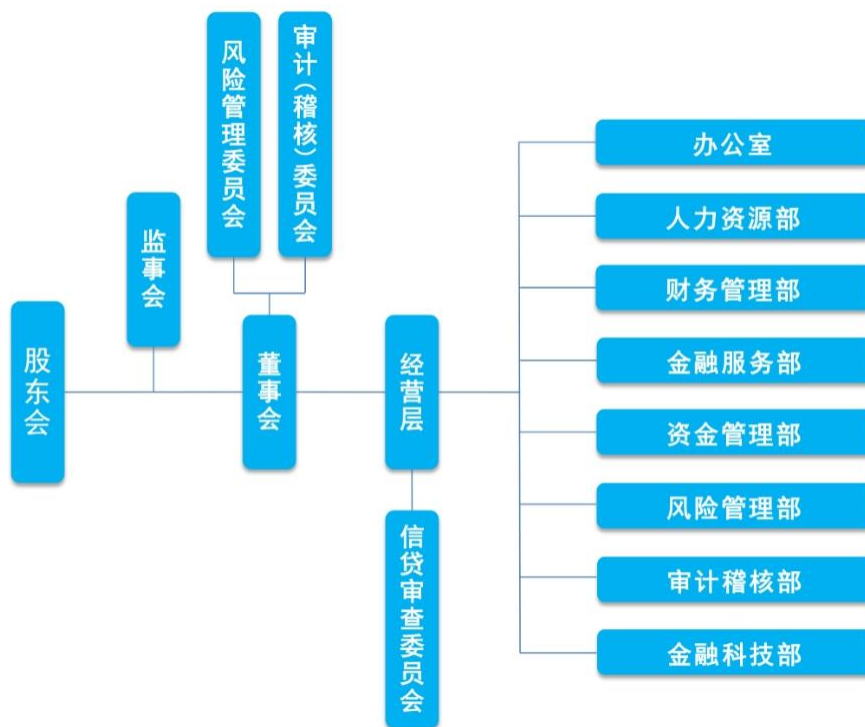 股东会
监事会
风险管理委员会
审计（稽核）委员会
董事会
经营层
信贷审查委员会
办公室
人力资源部
财务管理部
金融服务部
资金管理部
风险管理部
审计稽核部
金融科技部